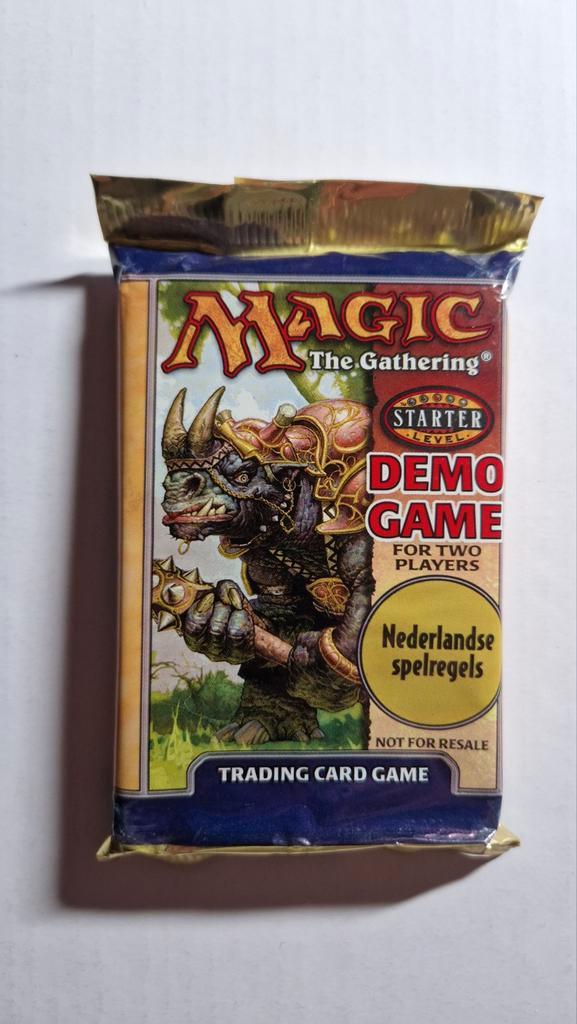 MAGIC
The Gathering®
STARTER
LEVEL
DEMO
GAME
FOR TWO
PLAYERS
Nederlandse
spelregels
NOT FOR RESALE
TRADING CARD GAME